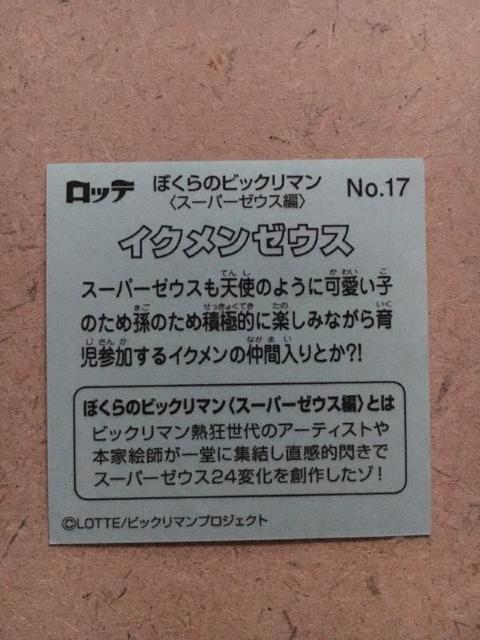 ロッテ ぼくらのビックリマン No.17
〈スーパーゼウス編〉
イクメンゼウス
スーパーゼウスも天使のように可愛い子
のため孫のため積極的に楽しみながら育
児参加するイクメンの仲間入りとか?!
ぼくらのビックリマン〈スーパーゼウス編〉とは
ビックリマン熱狂世代のアーティストや
本家絵師が一堂に集結し直感的閃きで
スーパーゼウス24変化を創作したゾ!
©LOTTE/ビックリマンプロジェクト